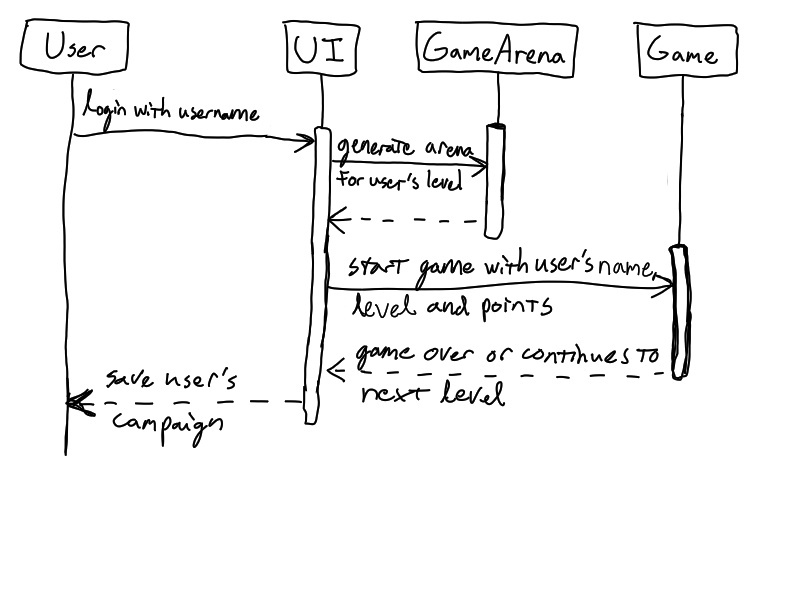 User
UI
GameArena
Game
login with username
generate arena
for user's level
start game with user's name,
level and points
game over or continues to
next level
save user's
campaign